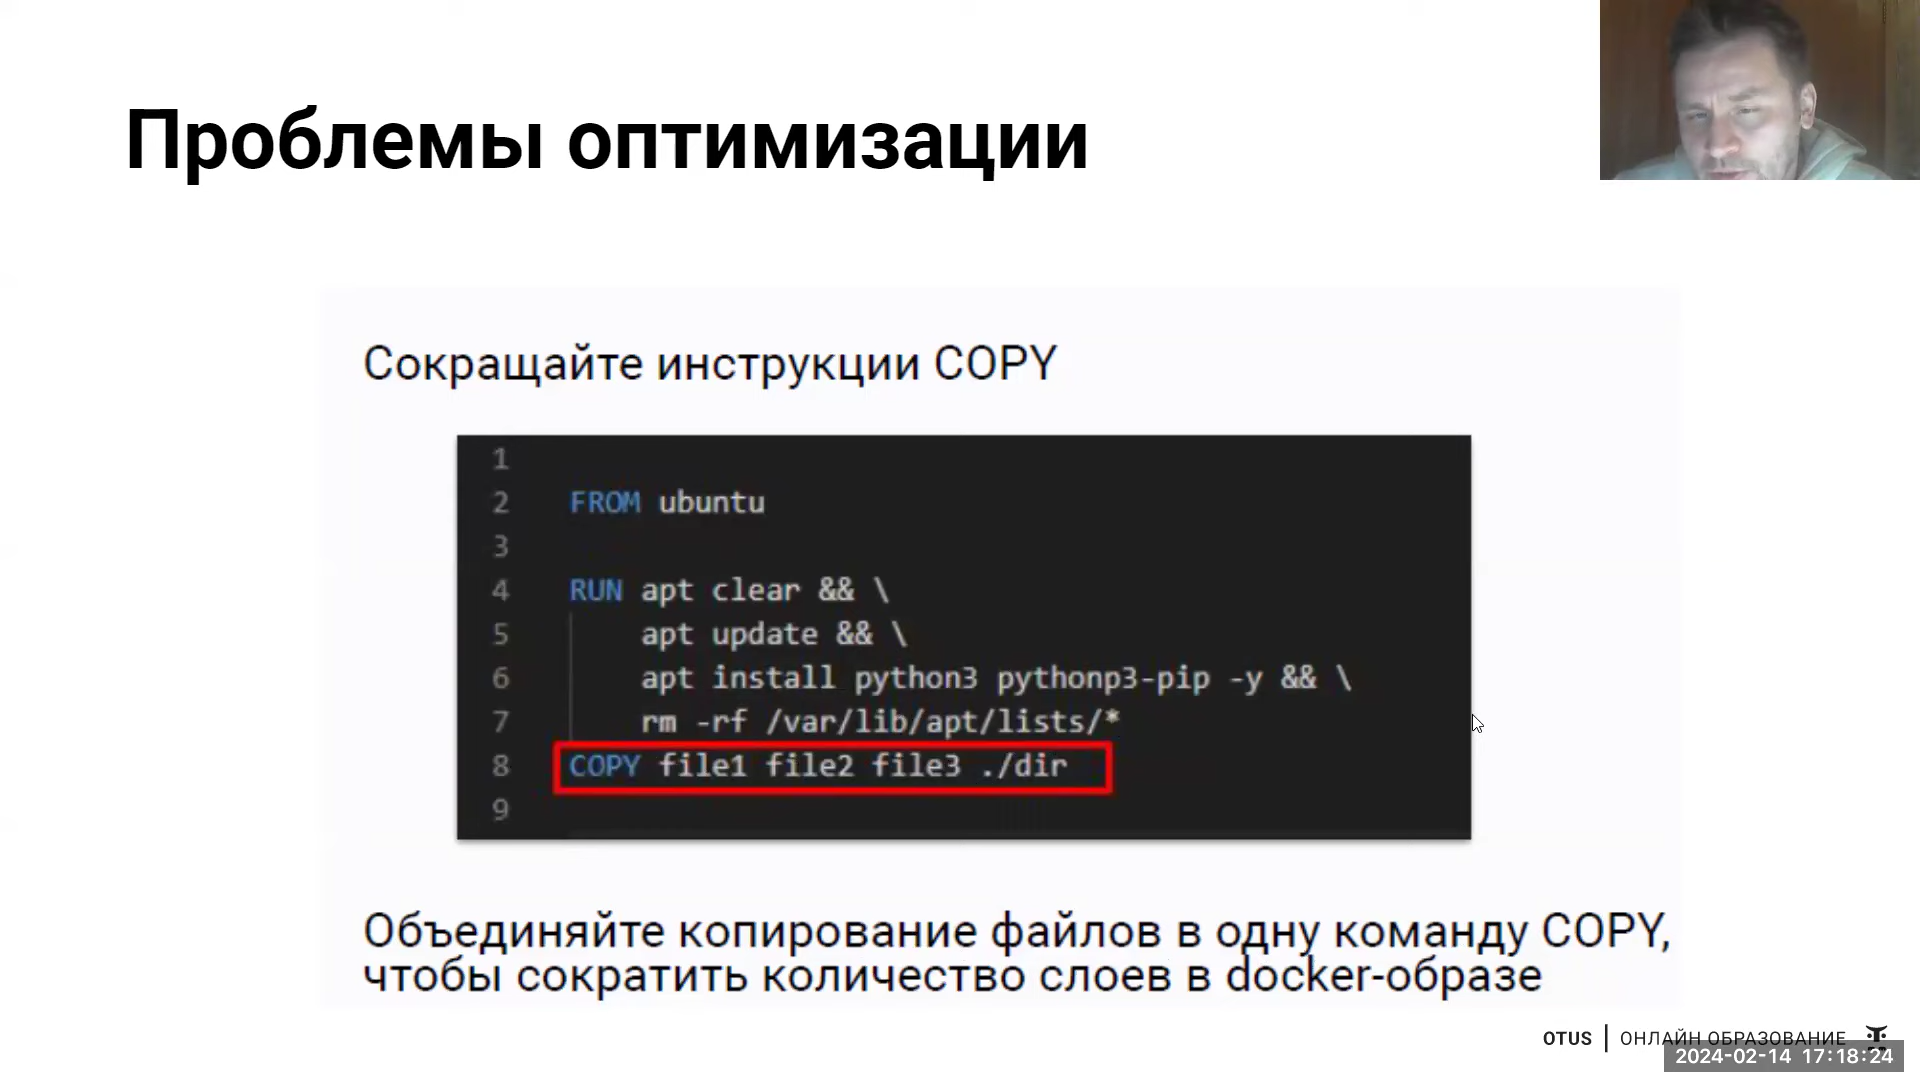 Проблемы оптимизации
Сокращайте инструкции COPY
1
2 FROM ubuntu
3
4 RUN apt clear && \
5 apt update && \
6 apt install python3 pythonp3-pip -y && \
7 rm -rf /var/lib/apt/lists/*
8 COPY file1 file2 file3 ./dir
9
Объединяйте копирование файлов в одну команду COPY,
чтобы сократить количество слоев в docker-образе
OTUS | ОНЛАЙН ОБРАЗОВАНИЕ
2024-02-14 17:18:24